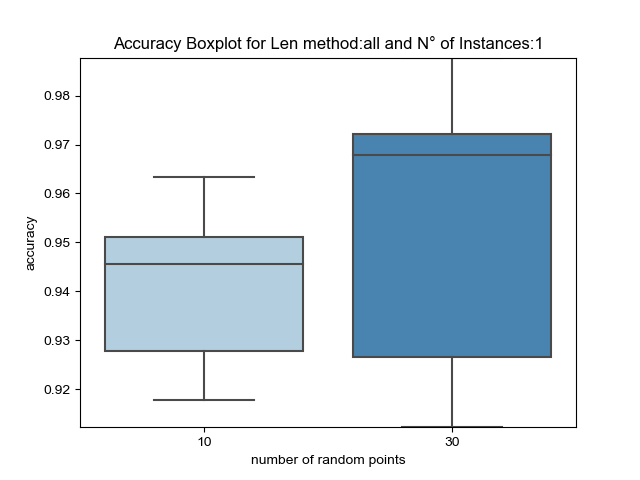 Accuracy Boxplot for Len method:all and N° of Instances:1
0.98
0.97
0.96
0.95
0.94
0.93
0.92
accuracy
10 30
number of random points